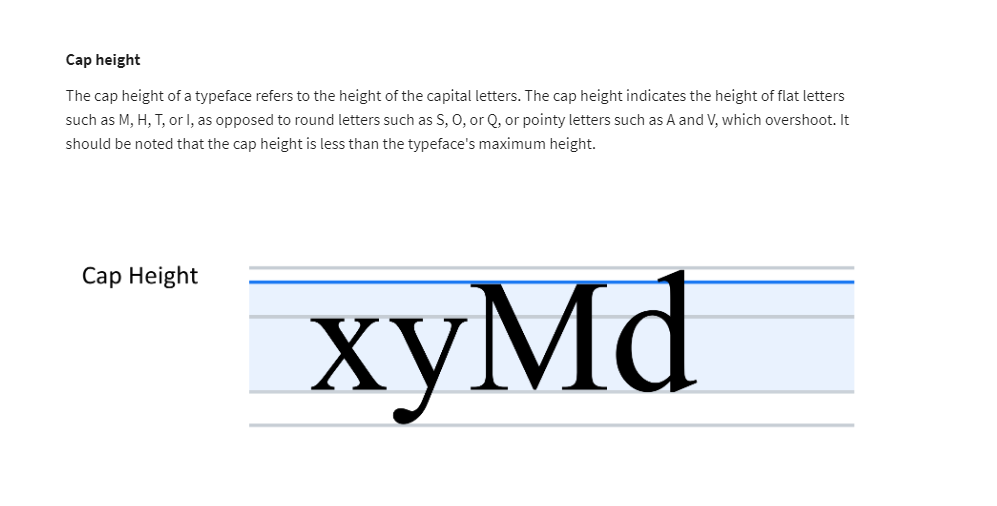 Cap height
The cap height of a typeface refers to the height of the capital letters. The cap height indicates the height of flat letters
such as M, H, T, or I, as opposed to round letters such as S, O, or Q, or pointy letters such as A and V, which overshoot. It
should be noted that the cap height is less than the typeface's maximum height.
Cap Height
xyMd